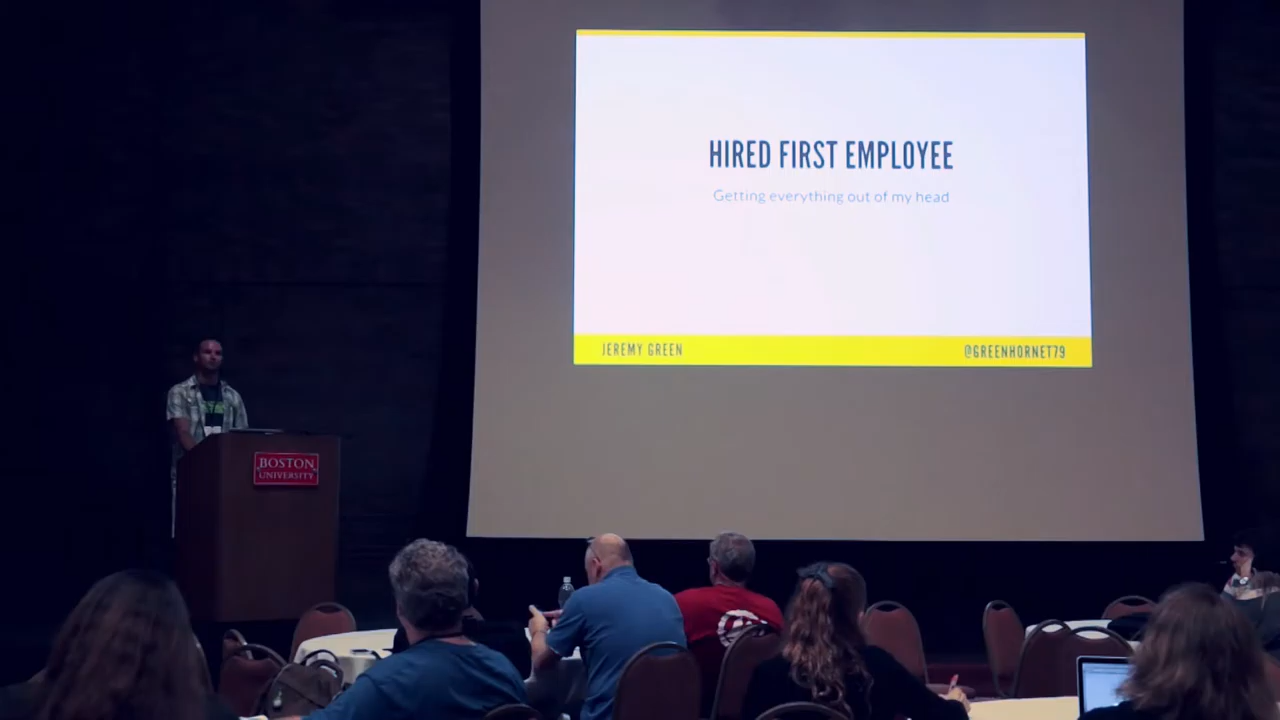 HIRED FIRST EMPLOYEE
Getting everything out of my head
JEREMY GREEN
@GREENHORNET79
BOSTON
UNIVERSITY